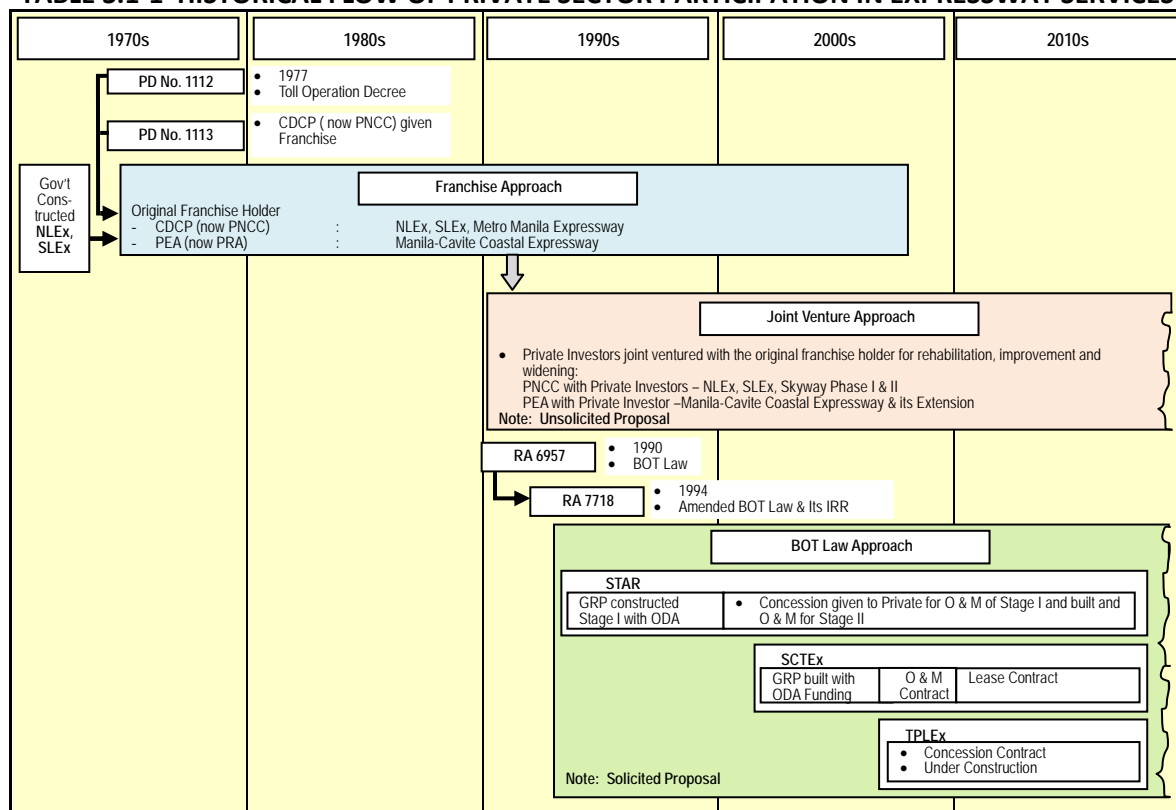 TABLE 3.1-1 HISTORICAL FLOW OF PRIVATE SECTOR PARTICIPATION IN EXPRESSWAY SERVICES
1970s
1980s
1990s
2000s
2010s
PD No. 1112
• 1977
• Toll Operation Decree
PD No. 1113
• CDCP ( now PNCC) given
Franchise
Gov't
Cons-
tructed
NLEx,
SLEx
Franchise Approach
Original Franchise Holder
- CDCP (now PNCC) : NLEx, SLEx, Metro Manila Expressway
- PEA (now PRA) : Manila-Cavite Coastal Expressway
Joint Venture Approach
• Private Investors joint ventured with the original franchise holder for rehabilitation, improvement and
widening:
PNCC with Private Investors – NLEx, SLEx, Skyway Phase I & II
PEA with Private Investor –Manila-Cavite Coastal Expressway & its Extension
Note: Unsolicited Proposal
RA 6957
• 1990
• BOT Law
RA 7718
• 1994
• Amended BOT Law & Its IRR
BOT Law Approach
STAR
GRP constructed
Stage I with ODA
• Concession given to Private for O & M of Stage I and built and
O & M for Stage II
SCTEx
GRP built with
ODA Funding
O & M
Contract
Lease Contract
TPLEx
• Concession Contract
• Under Construction
Note: Solicited Proposal